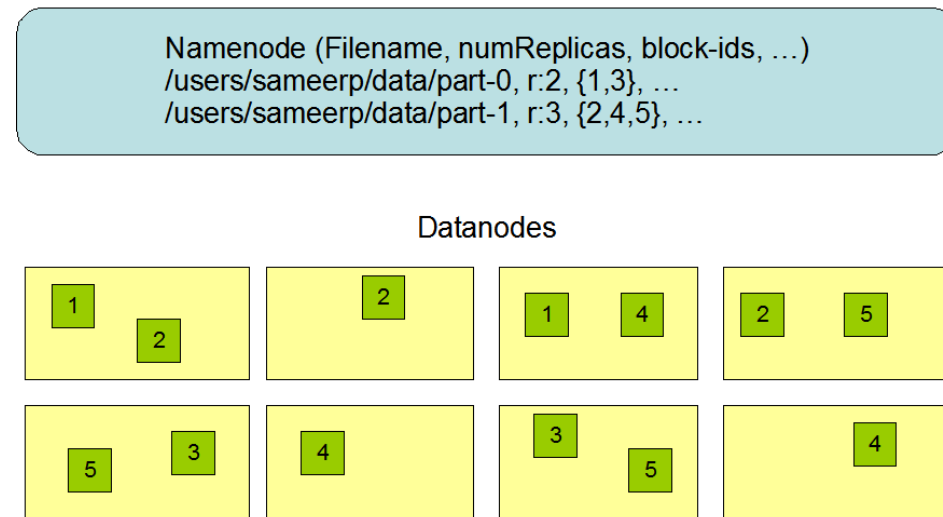 Namenode (Filename, numReplicas, block-ids, …)
/users/sameerp/data/part-0, r:2, {1,3}, …
/users/sameerp/data/part-1, r:3, {2,4,5}, …
Datanodes
1
2
2
1 4
2 5
5 3
4
3
5
4